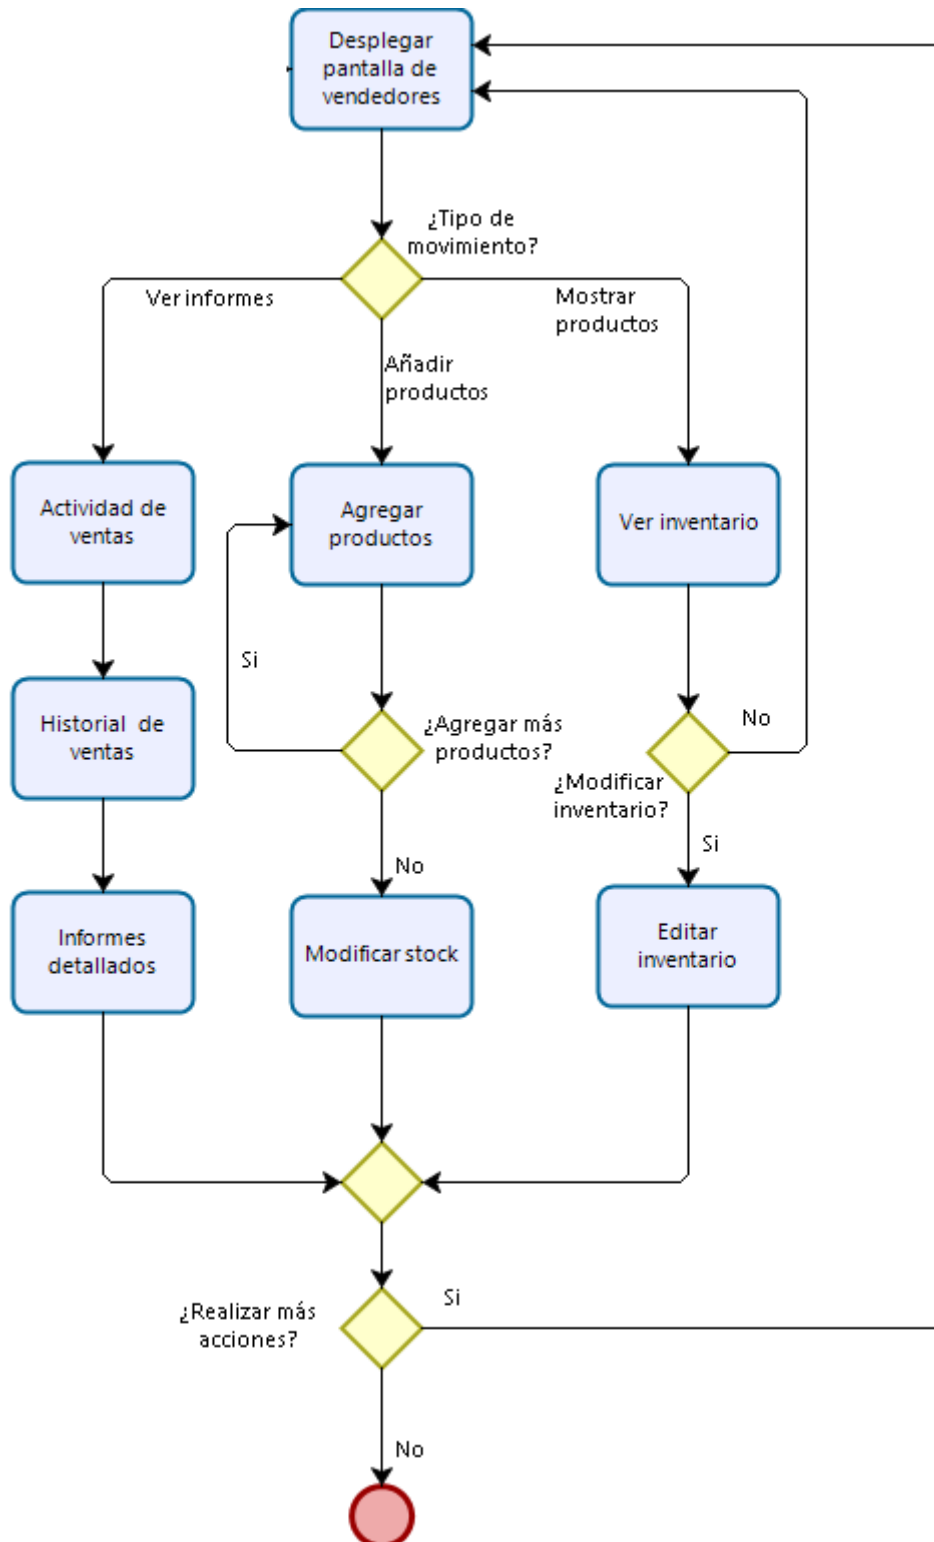 Desplegar
pantalla de
vendedores
¿Tipo de
movimiento?
Ver informes
Mostrar
productos
Añadir
productos
Actividad de
ventas
Agregar
productos
Ver inventario
Si
Historial de
ventas
¿Agregar más
productos?
No
¿Modificar
inventario?
Si
No
Informes
detallados
Modificar stock
Editar
inventario
¿Realizar más
acciones?
Si
No